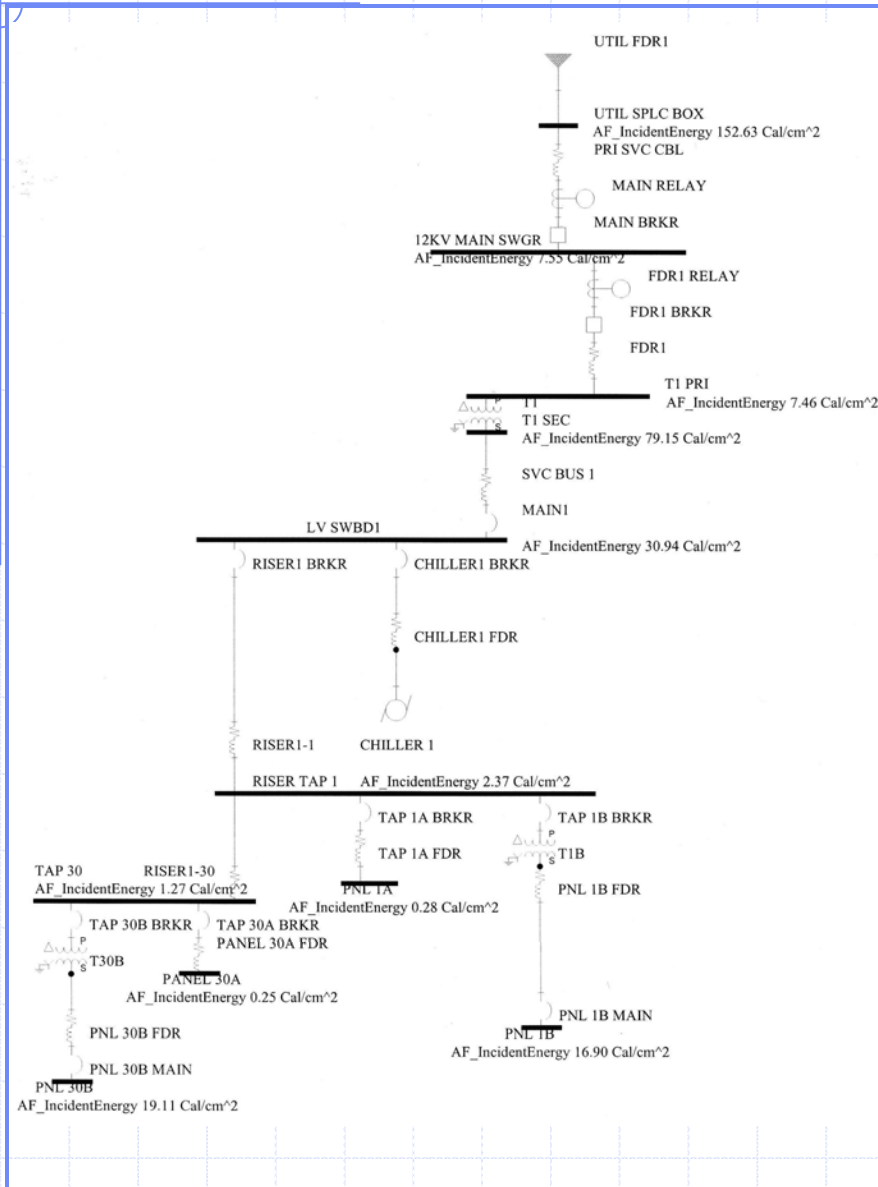 UTIL FDR1
UTIL SPLC BOX
AF_IncidentEnergy 152.63 Cal/cm^2
PRI SVC CBL
MAIN RELAY
MAIN BRKR
12KV MAIN SWGR
AF_IncidentEnergy 7.55 Cal/cm^2
FDR1 RELAY
FDR1 BRKR
FDR1
T1 PRI
AF_IncidentEnergy 7.46 Cal/cm^2
P
T1
S
T1 SEC
AF_IncidentEnergy 79.15 Cal/cm^2
SVC BUS 1
MAIN1
LV SWBD1
AF_IncidentEnergy 30.94 Cal/cm^2
RISER1 BRKR
CHILLER1 BRKR
CHILLER1 FDR
RISER1-1
CHILLER 1
RISER TAP 1 AF_IncidentEnergy 2.37 Cal/cm^2
TAP 1A BRKR
TAP 1B BRKR
P
TAP 1A FDR
S
T1B
PNL 1A
AF_IncidentEnergy 0.28 Cal/cm^2
PNL 1B FDR
TAP 30
RISER1-30
AF_IncidentEnergy 1.27 Cal/cm^2
TAP 30B BRKR
TAP 30A BRKR
PANEL 30A FDR
P
S
T30B
PANEL 30A
AF_IncidentEnergy 0.25 Cal/cm^2
PNL 1B MAIN
PNL 1B
AF_IncidentEnergy 16.90 Cal/cm^2
PNL 30B FDR
PNL 30B MAIN
PNL 30B
AF_IncidentEnergy 19.11 Cal/cm^2